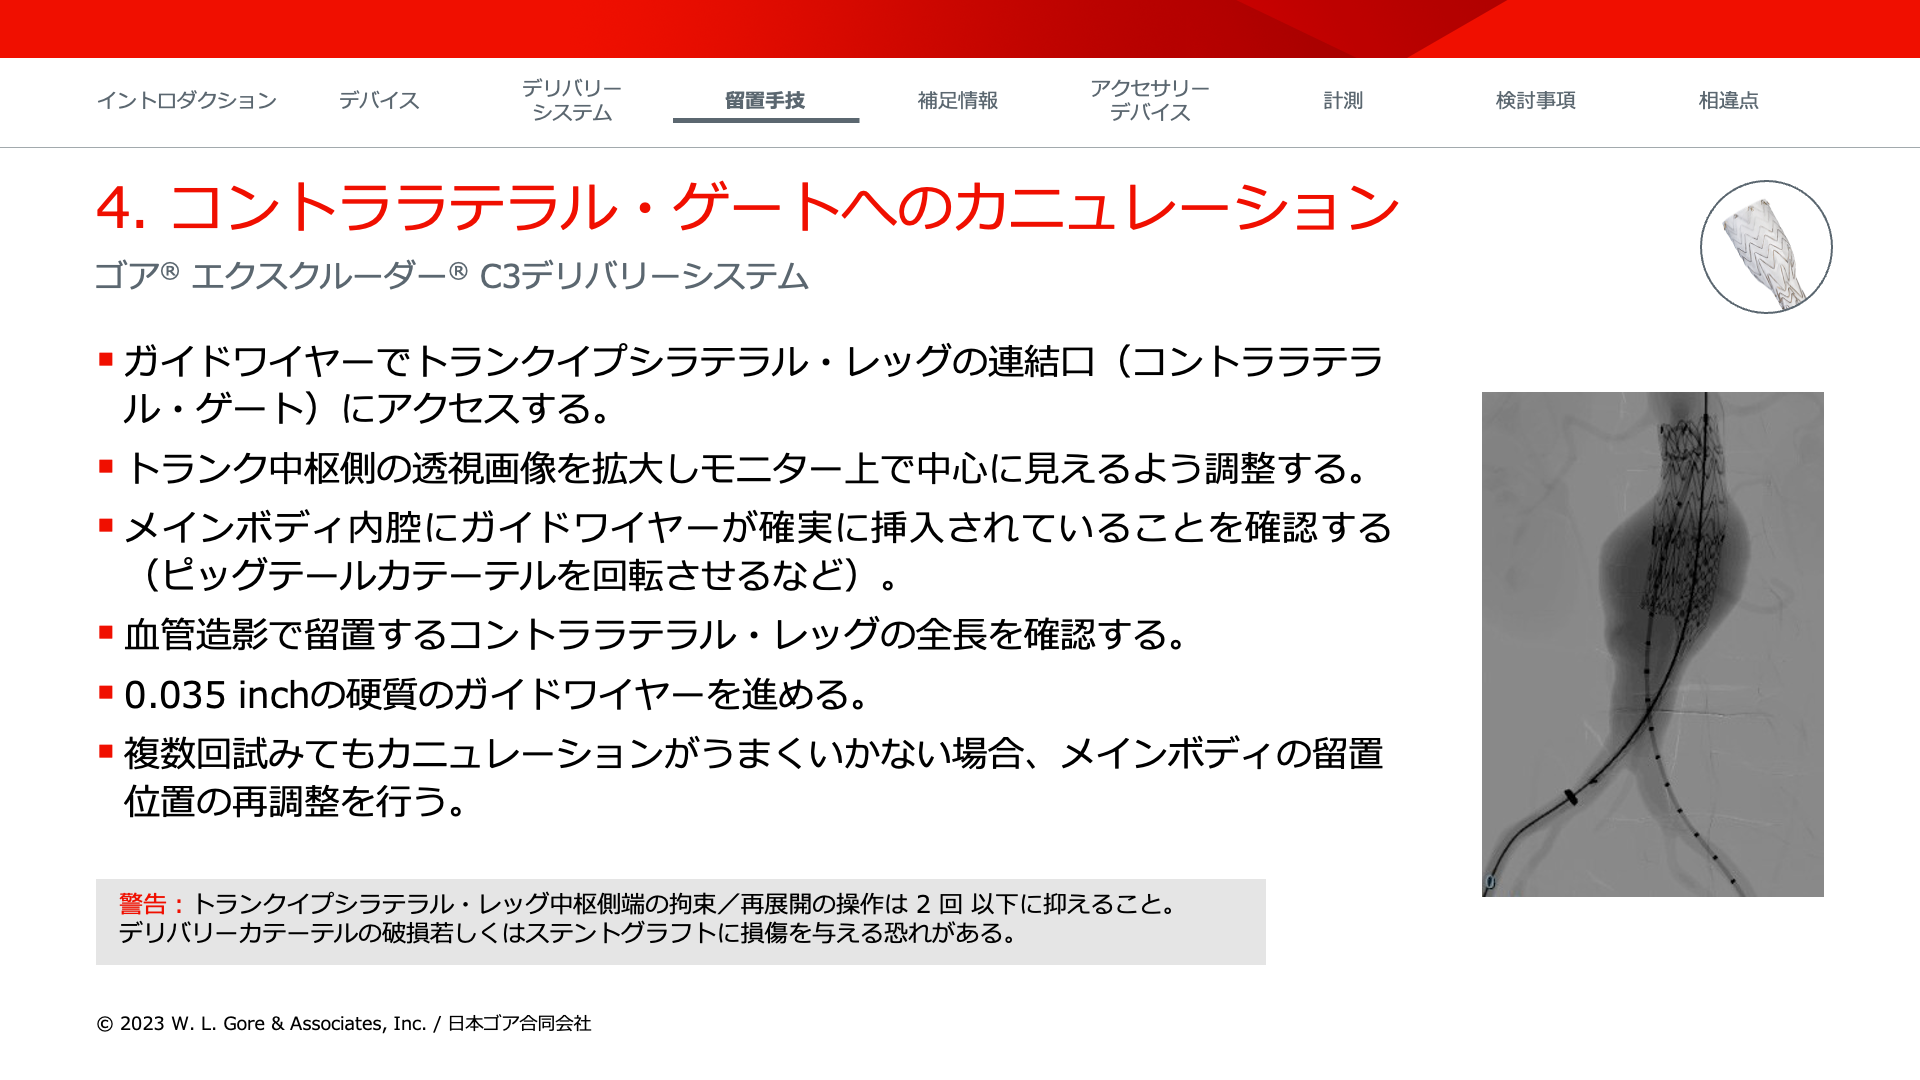 イントロダクション
デバイス
デリバリー
システム
留置手技
補足情報
アクセサリー
デバイス
計測
検討事項
相違点
4. コントララテラル・ゲートへのカニュレーション
ゴア® エクスクルーダー® C3デリバリーシステム
▪ ガイドワイヤーでトランクイプシラテラル・レッグの連結口（コントララテラ
ル・ゲート）にアクセスする。
▪ トランク中枢側の透視画像を拡大しモニター上で中心に見えるよう調整する。
▪ メインボディ内腔にガイドワイヤーが確実に挿入されていることを確認する
（ピッグテールカテーテルを回転させるなど）。
▪ 血管造影で留置するコントララテラル・レッグの全長を確認する。
▪ 0.035 inchの硬質のガイドワイヤーを進める。
▪ 複数回試みてもカニュレーションがうまくいかない場合、メインボディの留置
位置の再調整を行う。
0
警告：トランクイプシラテラル・レッグ中枢側端の拘束／再展開の操作は 2 回 以下に抑えること。
デリバリーカテーテルの破損若しくはステントグラフトに損傷を与える恐れがある。
© 2023 W. L. Gore & Associates, Inc. / 日本ゴア合同会社